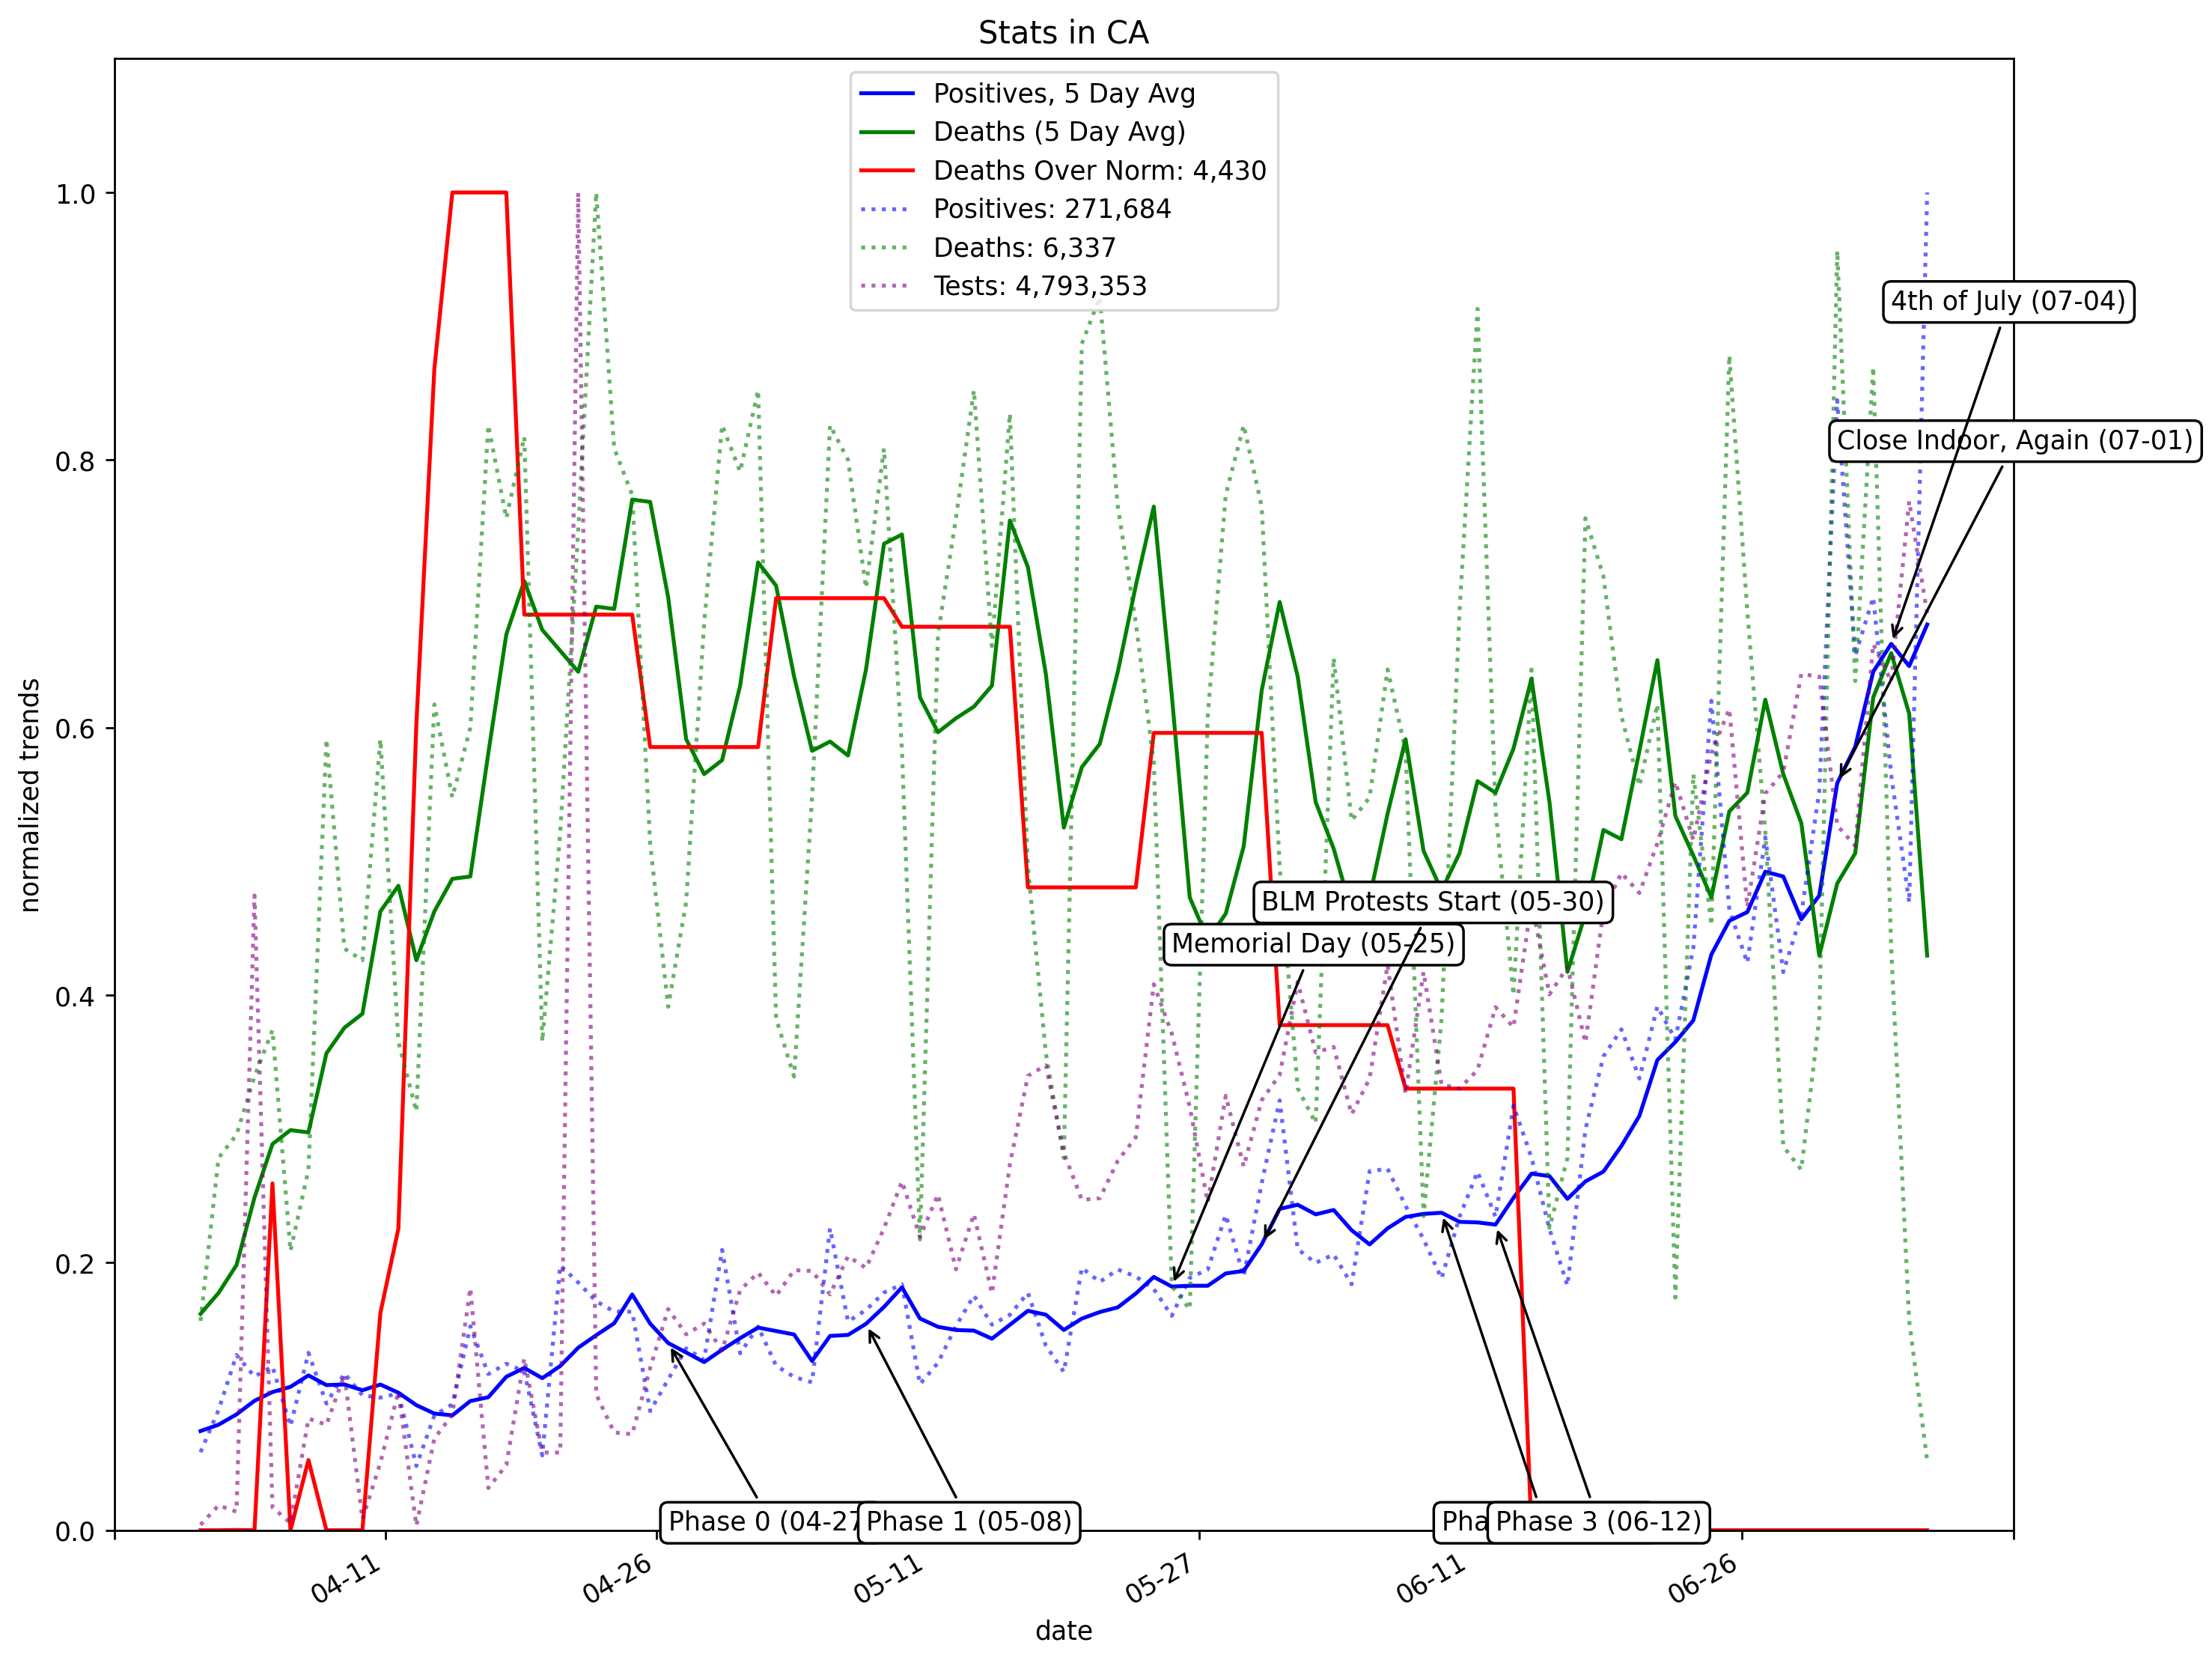 Stats in CA
Positives, 5 Day Avg
Deaths (5 Day Avg)
Deaths Over Norm: 4,430
Positives: 271,684
Deaths: 6,337
Tests: 4,793,353
4th of July (07-04)
Close Indoor, Again (07-01)
BLM Protests Start (05-30)
Memorial Day (05-25)
Phase 0 (04-27
Phase 1 (05-08)
Pha
Phase 3 (06-12)
normalized trends
1.0
0.8
0.6
0.4
0.2
0.0
04-11
04-26
05-11
05-27
06-11
06-26
date